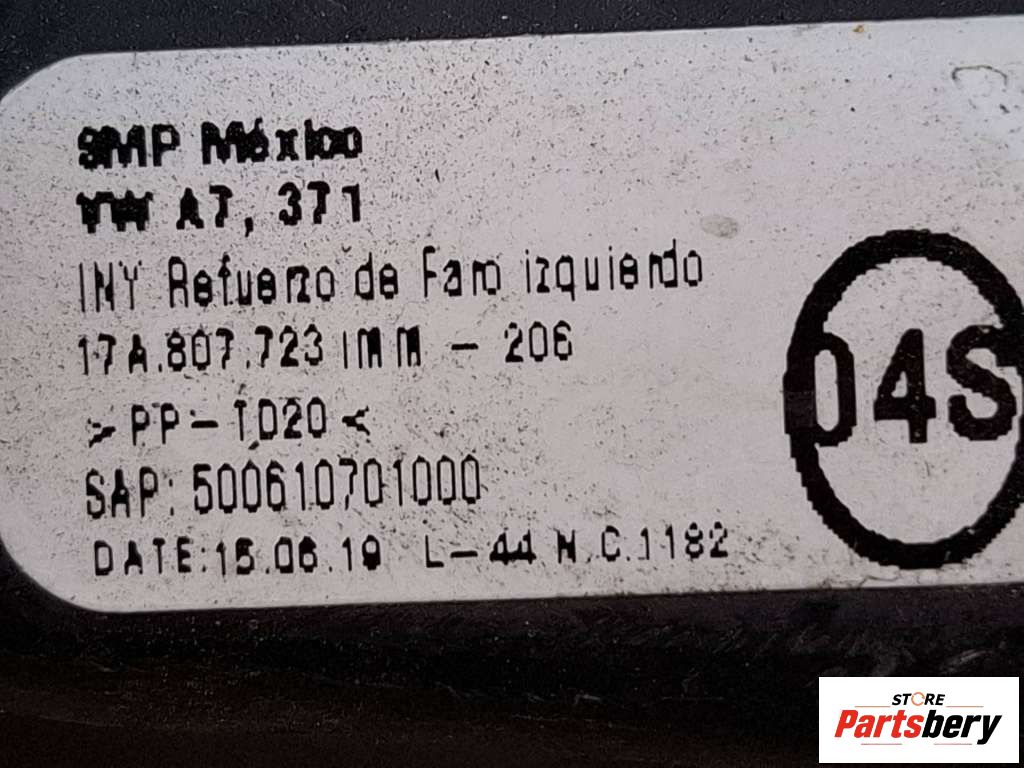 SMP México
VW A7, 371
INY Refuerzo de Faro izquierdo
17A.807.723 IMM - 206
>PP-TD20<
SAP: 500610701000
DATE:15.06.19 L-44 N.C.1182
04S
STORE
Partsbery